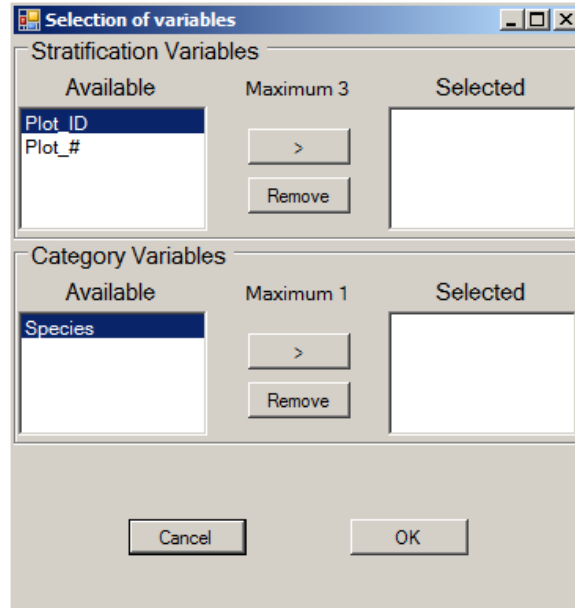 Selection of variables
Stratification Variables
Available Maximum 3 Selected
Plot_ID
Plot_#
>
Remove
Category Variables
Available Maximum 1 Selected
Species
>
Remove
Cancel OK